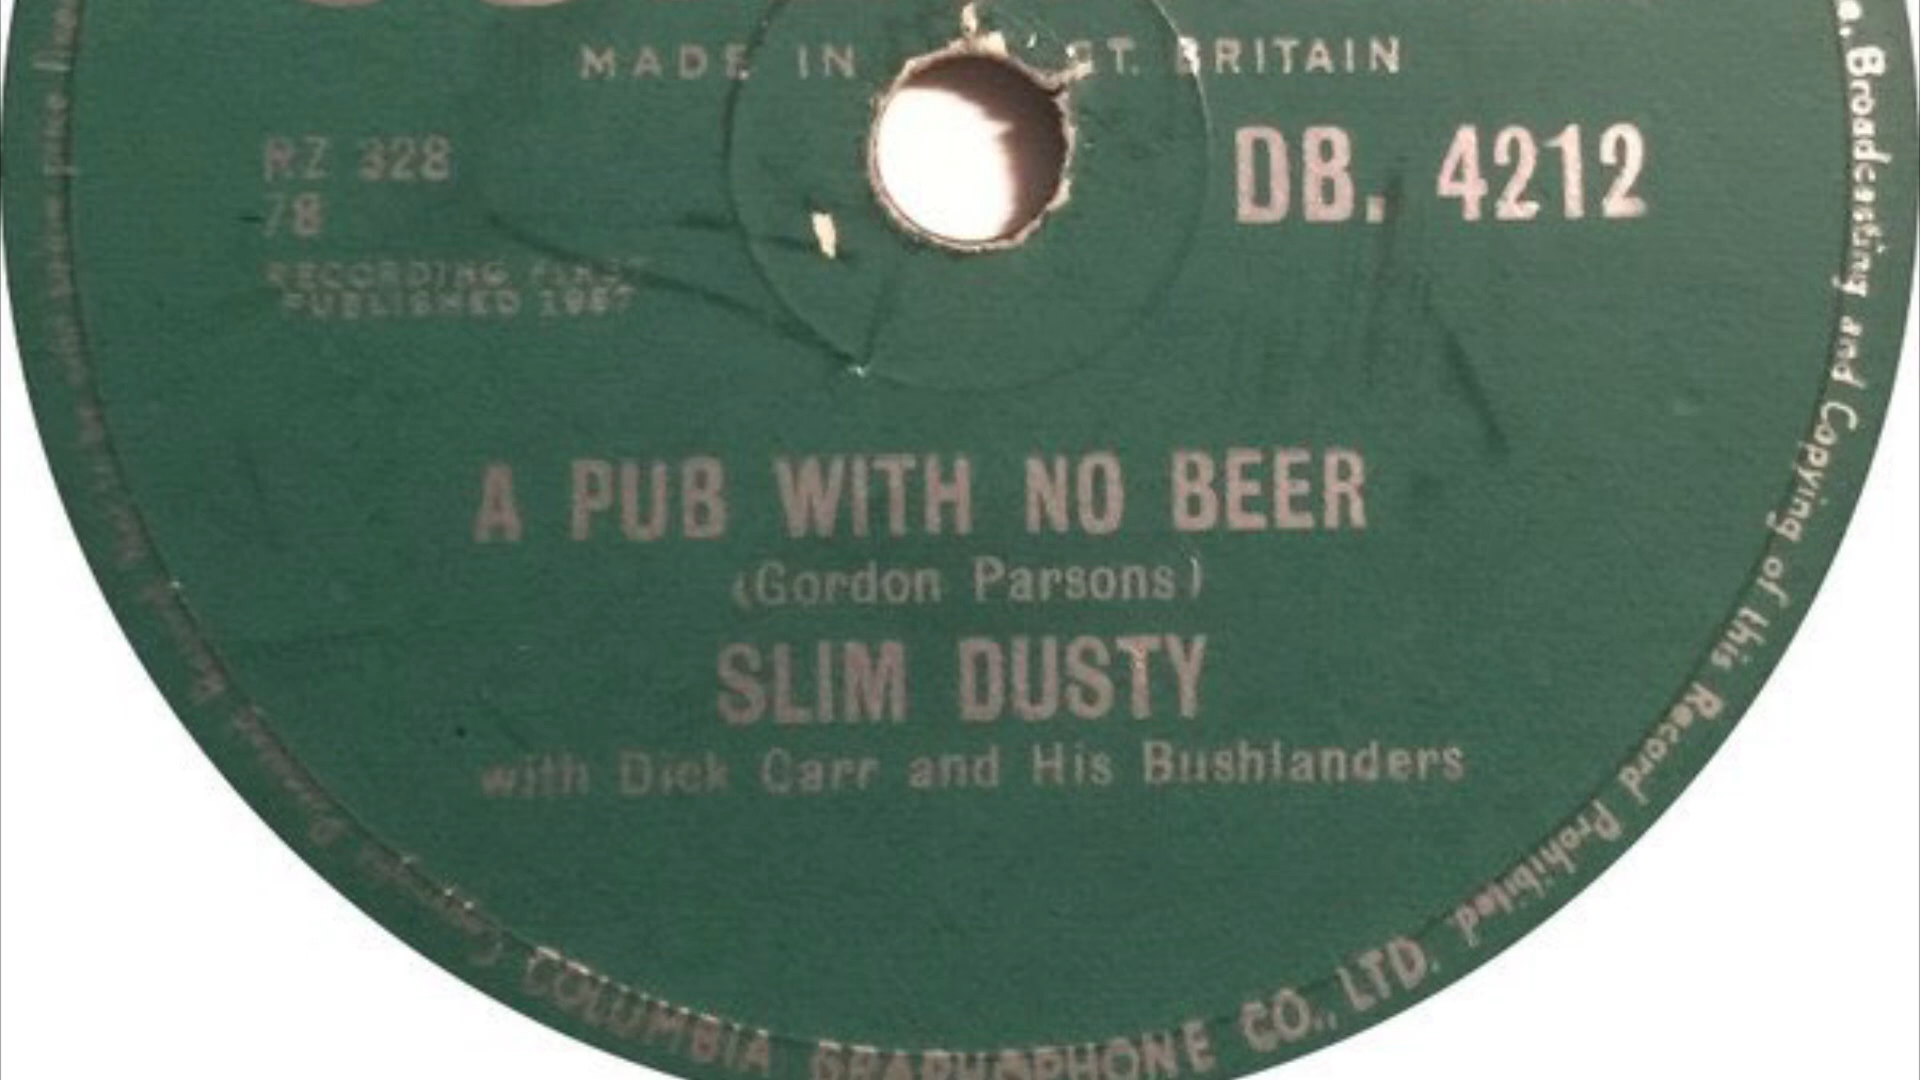 MADE IN GT. BRITAIN
RZ 328
78
DB. 4212
RECORDING FIRST
PUBLISHED 1957
A PUB WITH NO BEER
(Gordon Parsons)
SLIM DUSTY
with Dick Carr and His Bushlanders
COLUMBIA GRAPHOPHONE CO., LTD.
Broadcasting and Copying of this Record Prohibited.